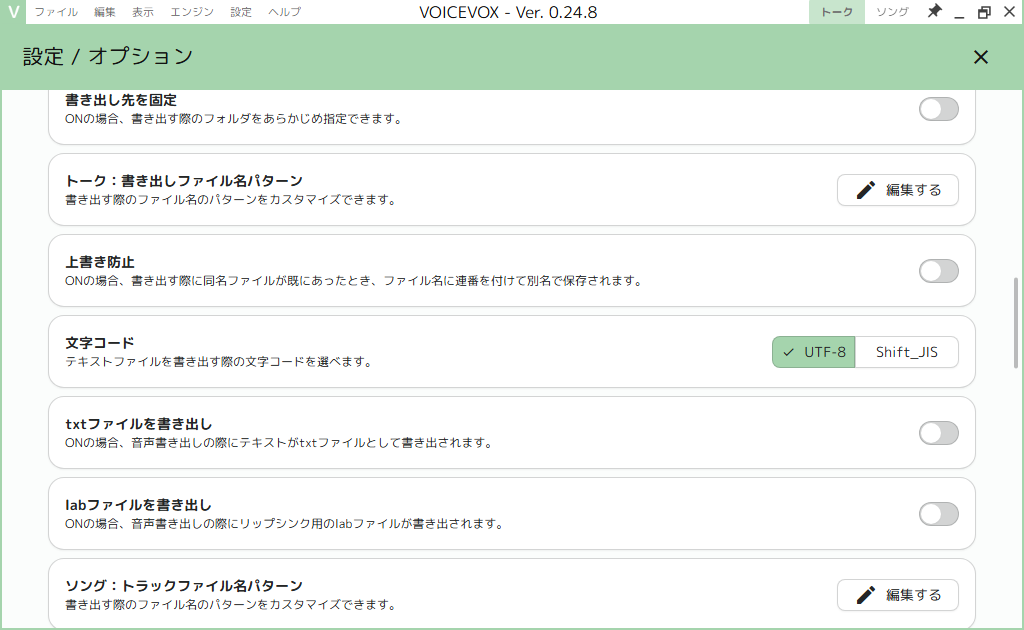 V ファイル 編集 表示 エンジン 設定 ヘルプ VOICEVOX - Ver. 0.24.8 トーク ソング
設定 / オプション
書き出し先を固定
ONの場合、書き出す際のフォルダをあらかじめ指定できます。
トーク：書き出しファイル名パターン
書き出す際のファイル名のパターンをカスタマイズできます。
編集する
上書き防止
ONの場合、書き出す際に同名ファイルが既にあったとき、ファイル名に連番を付けて別名で保存されます。
文字コード
テキストファイルを書き出す際の文字コードを選べます。
UTF-8 Shift_JIS
txtファイルを書き出し
ONの場合、音声書き出しの際にテキストがtxtファイルとして書き出されます。
labファイルを書き出し
ONの場合、音声書き出しの際にリップシンク用のlabファイルが書き出されます。
ソング：トラックファイル名パターン
書き出す際のファイル名のパターンをカスタマイズできます。
編集する